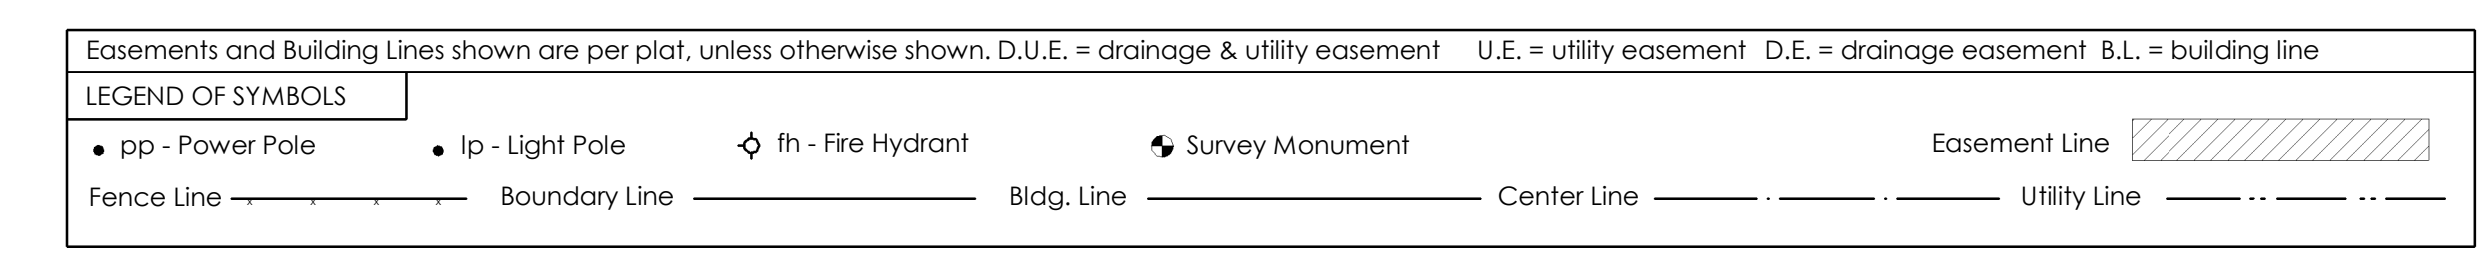 Easements and Building Lines shown are per plat, unless otherwise shown. D.U.E. = drainage & utility easement U.E. = utility easement D.E. = drainage easement B.L. = building line
LEGEND OF SYMBOLS
pp - Power Pole lp - Light Pole fh - Fire Hydrant Survey Monument Easement Line
Fence Line x x x x Boundary Line Bldg. Line Center Line Utility Line